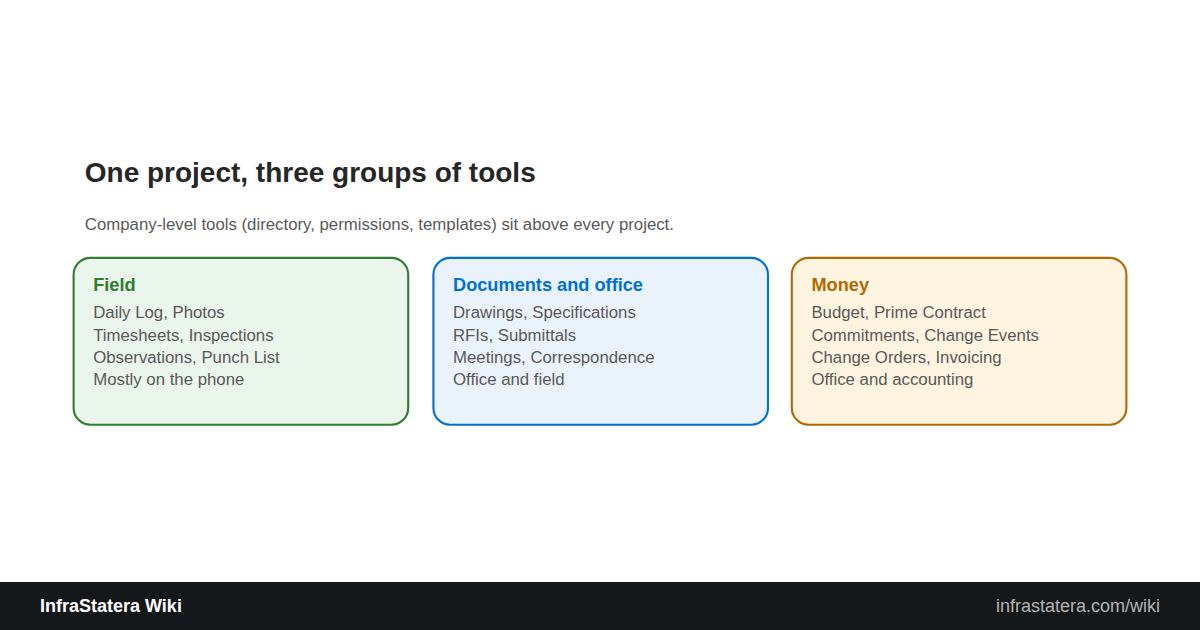 One project, three groups of tools
Company-level tools (directory, permissions, templates) sit above every project.
Field
Daily Log, Photos
Timesheets, Inspections
Observations, Punch List
Mostly on the phone
Documents and office
Drawings, Specifications
RFIs, Submittals
Meetings, Correspondence
Office and field
Money
Budget, Prime Contract
Commitments, Change Events
Change Orders, Invoicing
Office and accounting
InfraStatera Wiki
infrastatera.com/wiki